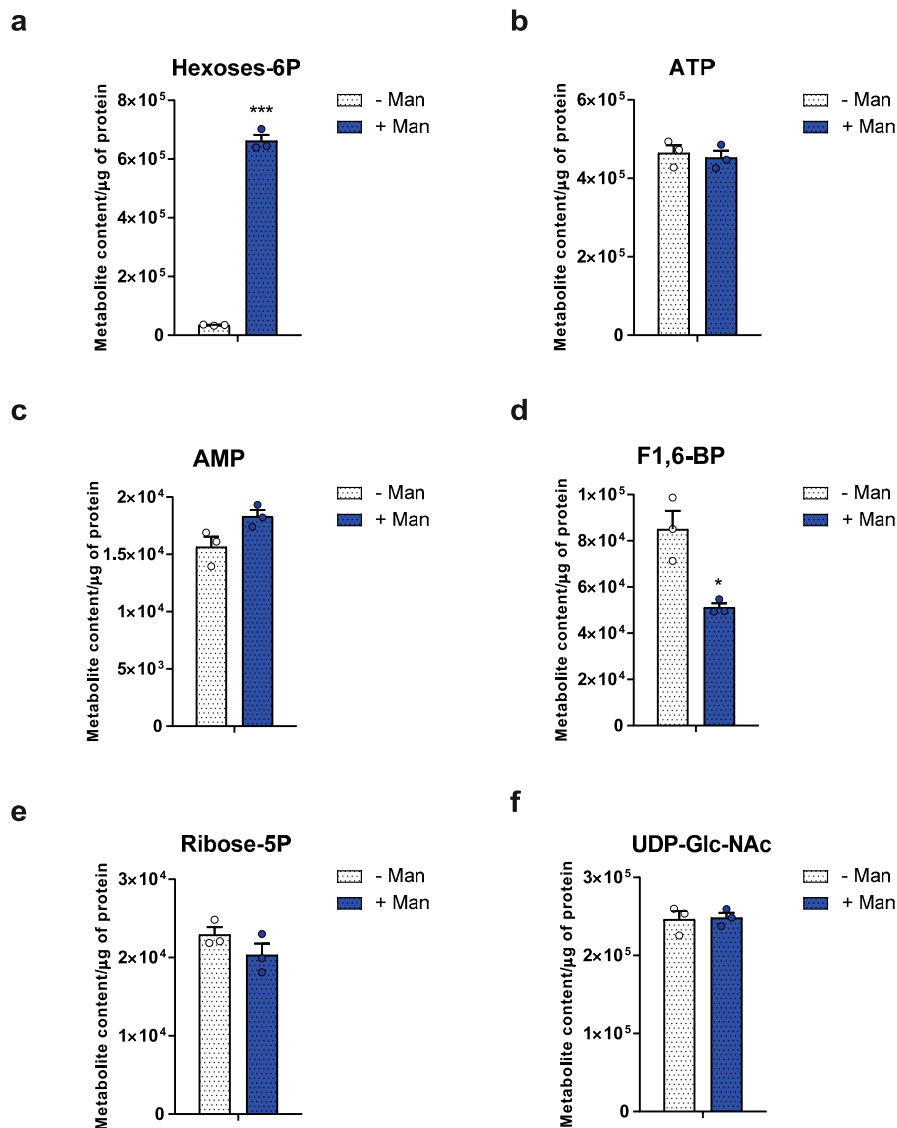 a
Hexoses-6P
Metabolite content/μg of protein
8×10⁵
6×10⁵
4×10⁵
2×10⁵
0
***
- Man
+ Man
b
ATP
Metabolite content/μg of protein
6×10⁵
4×10⁵
2×10⁵
0
- Man
+ Man
c
AMP
Metabolite content/μg of protein
2×10⁴
1.5×10⁴
1×10⁴
5×10³
0
- Man
+ Man
d
F1,6-BP
Metabolite content/μg of protein
1×10⁵
8×10⁴
6×10⁴
4×10⁴
2×10⁴
0
*
- Man
+ Man
e
Ribose-5P
Metabolite content/μg of protein
3×10⁴
2×10⁴
1×10⁴
0
- Man
+ Man
f
UDP-Glc-NAc
Metabolite content/μg of protein
3×10⁵
2×10⁵
1×10⁵
0
- Man
+ Man